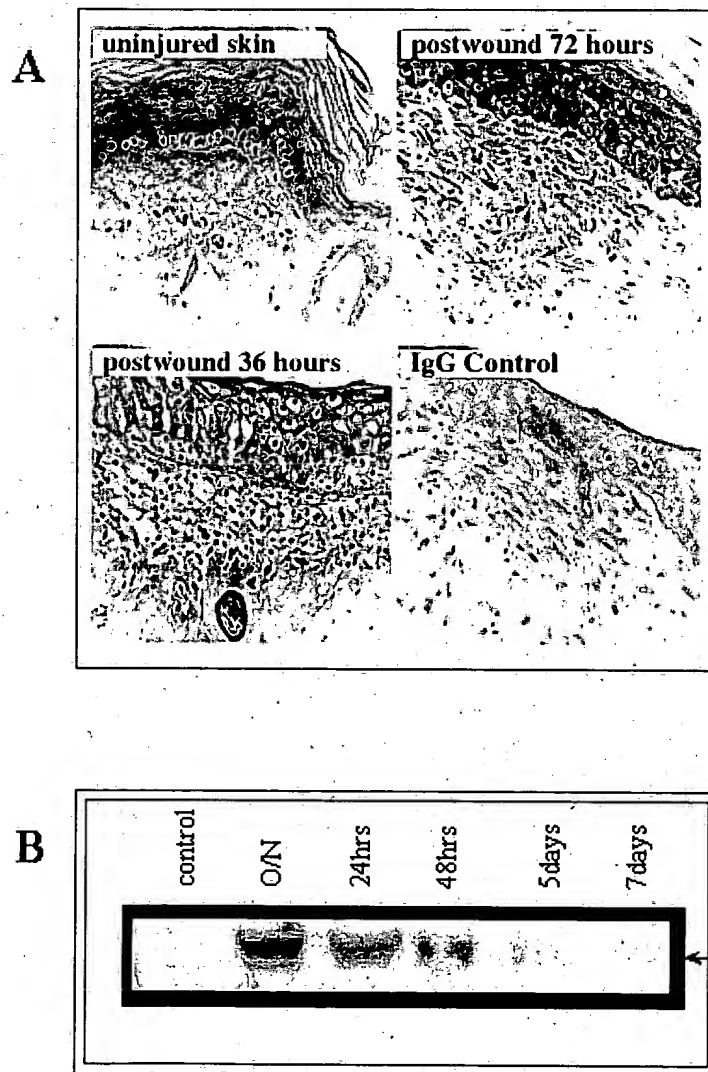 A
uninjured skin
postwound 72 hours
postwound 36 hours
IgG Control
B
control
O/N
24hrs
48hrs
5days
7days